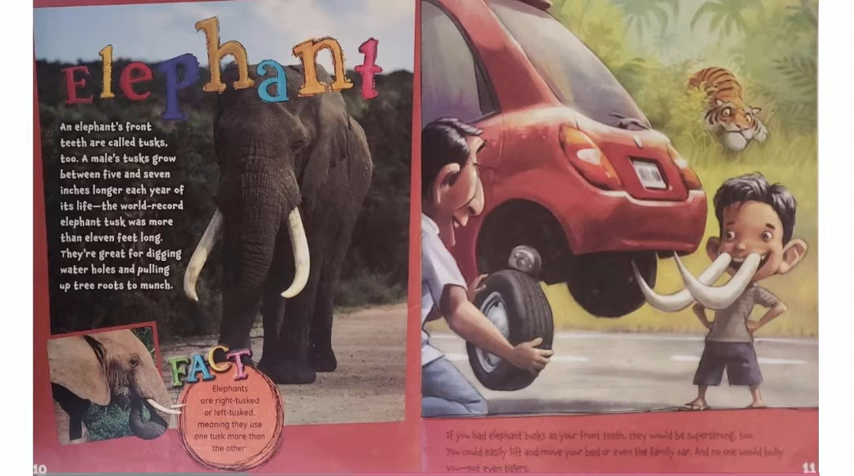 Elephant
An elephant's front
teeth are called tusks,
too. A male's tusks grow
between five and seven
inches longer each year of
its life—the world-record
elephant tusk was more
than eleven feet long.
They're great for digging
water holes and pulling
up tree roots to munch.
FACT
Elephants
are right-tusked
or left-tusked,
meaning they use
one tusk more than
the other
10
If you had elephant tusks as your front teeth, they would be superstrong, too.
You could easily lift and move your bed or even the family car. And no one would bully
you—not even tigers.
11